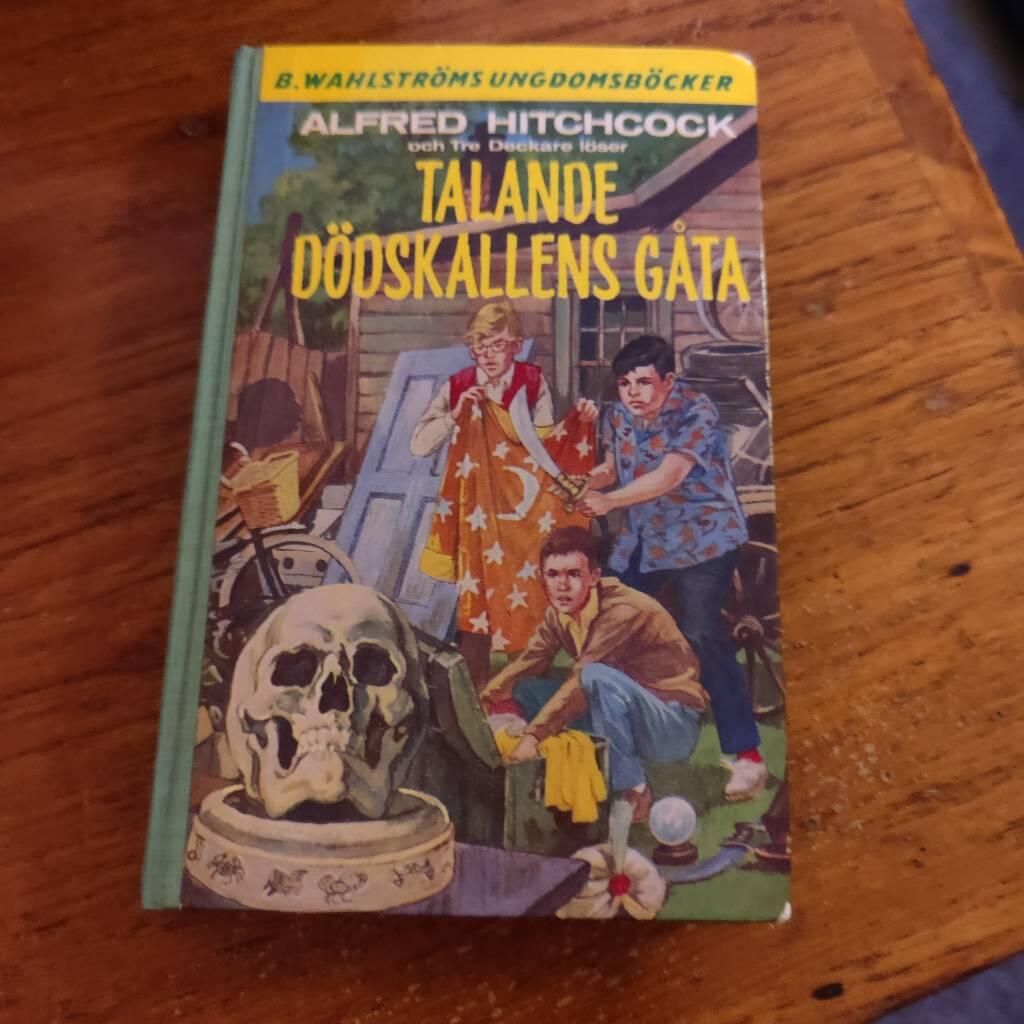 B. WAHLSTRÖMS UNGDOMSBÖCKER
ALFRED HITCHCOCK
och Tre Deckare löser
TALANDE
DÖDSKALLENS GÅTA